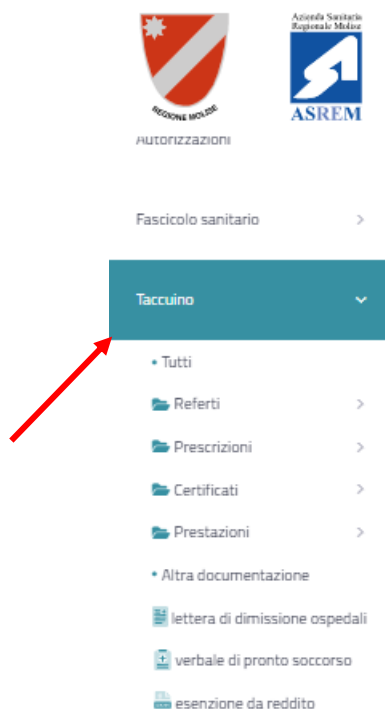 Azienda Sanitaria
Regionale Molise
REGIONE MOLISE
ASREM
Autorizzazioni
Fascicolo sanitario
Taccuino
• Tutti
Referti
Prescrizioni
Certificati
Prestazioni
• Altra documentazione
lettera di dimissione ospedali
verbale di pronto soccorso
esenzione da reddito